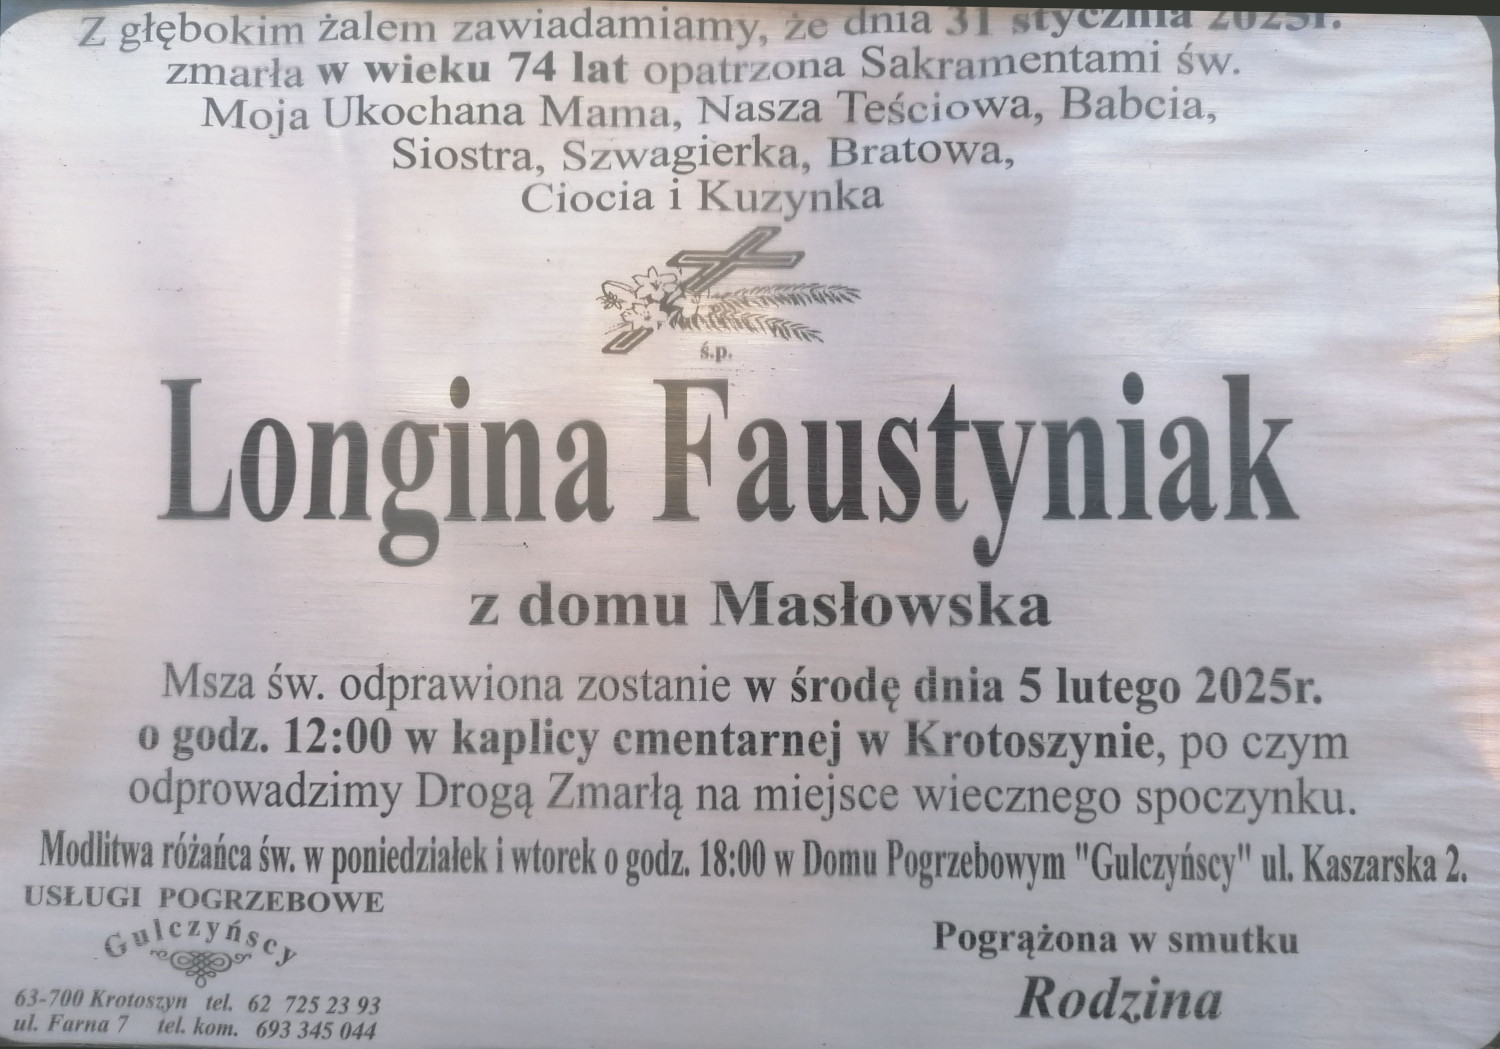 Z głębokim żalem zawiadamiamy, że dnia 31 stycznia 2025r.
zmarła w wieku 74 lat opatrzona Sakramentami św.
Moja Ukochana Mama, Nasza Teściowa, Babcia,
Siostra, Szwagierka, Bratowa,
Ciocia i Kuzynka
ś.p.
Longina Faustyniak
z domu Masłowska
Msza św. odprawiona zostanie w środę dnia 5 lutego 2025r.
o godz. 12:00 w kaplicy cmentarnej w Krotoszynie, po czym
odprowadzimy Drogą Zmarłą na miejsce wiecznego spoczynku.
Modlitwa różańca św. w poniedziałek i wtorek o godz. 18:00 w Domu Pogrzebowym "Gulczyńscy" ul. Kaszarska 2.
USŁUGI POGRZEBOWE
Gulczyńscy
63-700 Krotoszyn tel. 62 725 23 93
ul. Farna 7 tel. kom. 693 345 044
Pogrążona w smutku
Rodzina